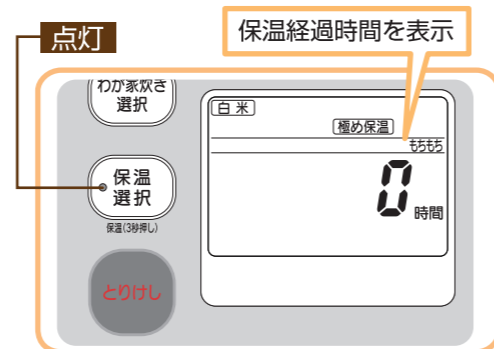 点灯
保温経過時間を表示
わが家炊き
選択
白米
極め保温
もちもち
0時間
保温
選択
保温(3秒押し)
とりけし